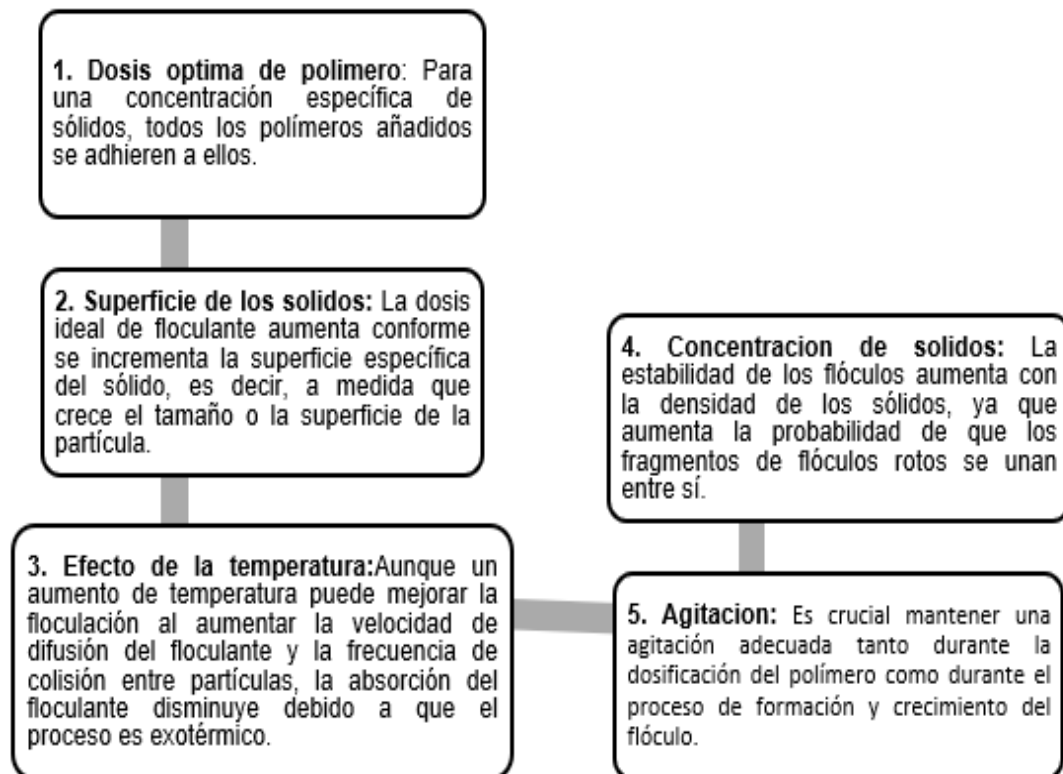 1. Dosis optima de polimero: Para
una concentración específica de
sólidos, todos los polímeros añadidos
se adhieren a ellos.
2. Superficie de los solidos: La dosis
ideal de floculante aumenta conforme
se incrementa la superficie específica
del sólido, es decir, a medida que
crece el tamaño o la superficie de la
partícula.
3. Efecto de la temperatura:Aunque un
aumento de temperatura puede mejorar la
floculación al aumentar la velocidad de
difusión del floculante y la frecuencia de
colisión entre partículas, la absorción del
floculante disminuye debido a que el
proceso es exotérmico.
4. Concentracion de solidos: La
estabilidad de los flóculos aumenta con
la densidad de los sólidos, ya que
aumenta la probabilidad de que los
fragmentos de flóculos rotos se unan
entre sí.
5. Agitacion: Es crucial mantener una
agitación adecuada tanto durante la
dosificación del polímero como durante el
proceso de formación y crecimiento del
flóculo.